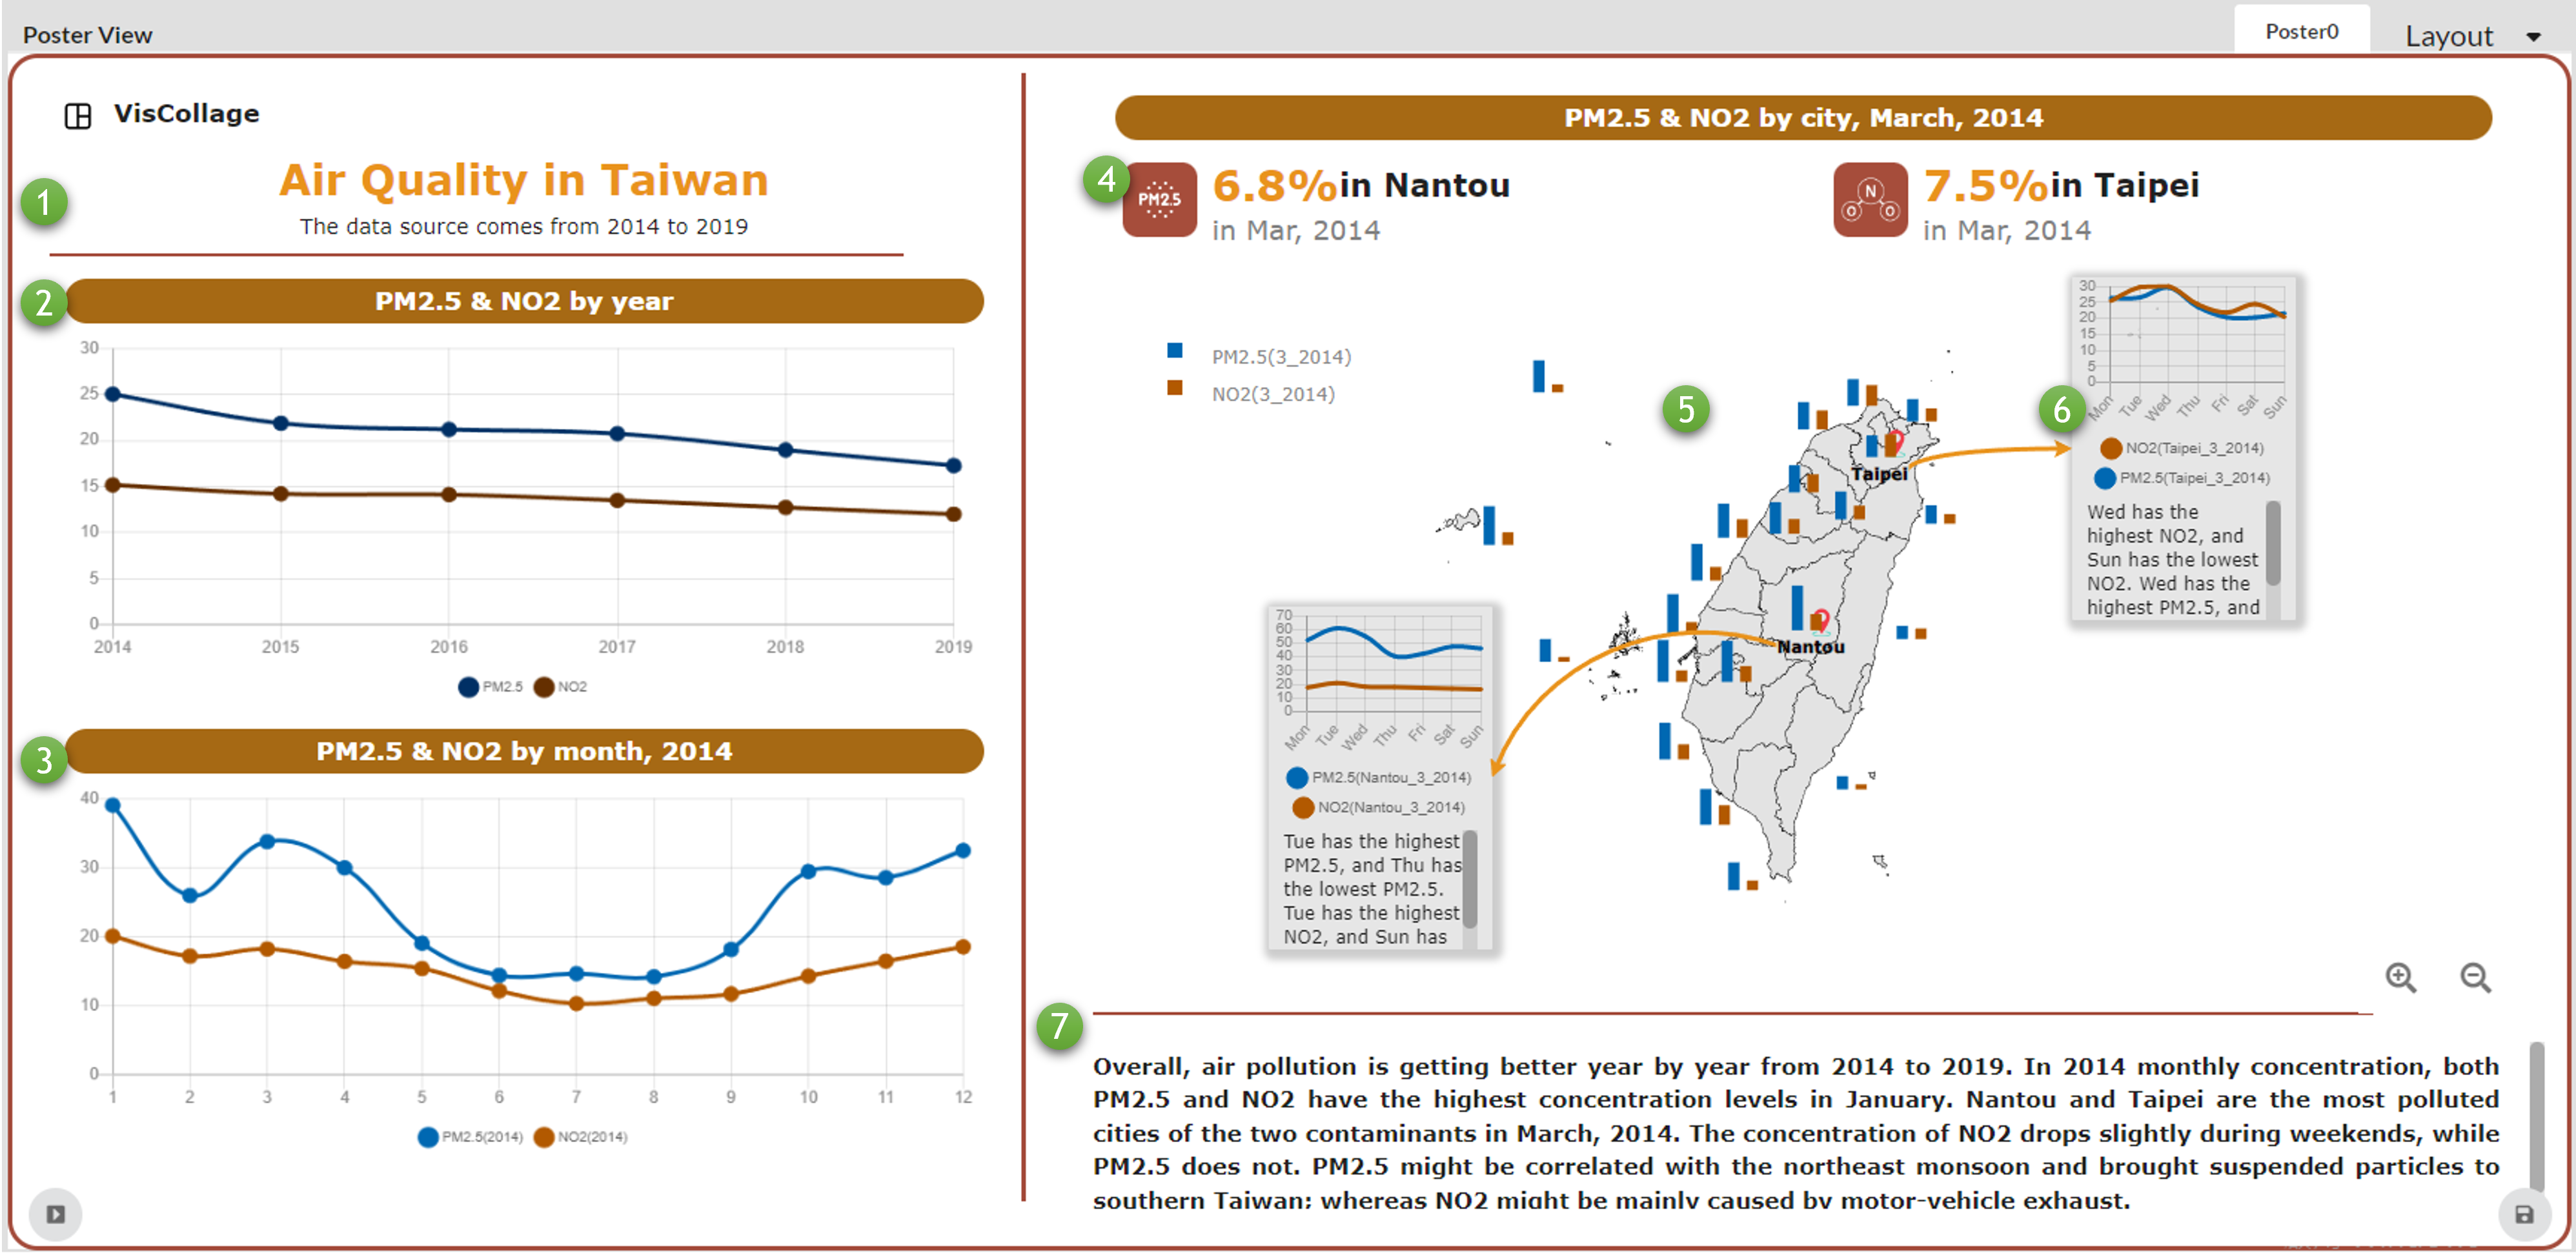 Poster View
Poster0
Layout
VisCollage
1
Air Quality in Taiwan
The data source comes from 2014 to 2019
2
PM2.5 & NO2 by year
30
25
20
15
10
5
0
2014 2015 2016 2017 2018 2019
PM2.5 NO2
3
PM2.5 & NO2 by month, 2014
40
30
20
10
0
1 2 3 4 5 6 7 8 9 10 11 12
PM2.5(2014) NO2(2014)
PM2.5 & NO2 by city, March, 2014
4
PM2.5
6.8% in Nantou
in Mar, 2014
N
O O
7.5% in Taipei
in Mar, 2014
PM2.5(3_2014)
NO2(3_2014)
5
Taipei
Nantou
6
30
25
20
15
10
5
0
Mon Tue Wed Thu Fri Sat Sun
NO2(Taipei_3_2014)
PM2.5(Taipei_3_2014)
Wed has the
highest NO2, and
Sun has the lowest
NO2. Wed has the
highest PM2.5, and
70
60
50
40
30
20
10
0
Mon Tue Wed Thu Fri Sat Sun
PM2.5(Nantou_3_2014)
NO2(Nantou_3_2014)
Tue has the highest
PM2.5, and Thu has
the lowest PM2.5.
Tue has the highest
NO2, and Sun has
7
Overall, air pollution is getting better year by year from 2014 to 2019. In 2014 monthly concentration, both
PM2.5 and NO2 have the highest concentration levels in January. Nantou and Taipei are the most polluted
cities of the two contaminants in March, 2014. The concentration of NO2 drops slightly during weekends, while
PM2.5 does not. PM2.5 might be correlated with the northeast monsoon and brought suspended particles to
southern Taiwan; whereas NO2 might be mainly caused by motor-vehicle exhaust.